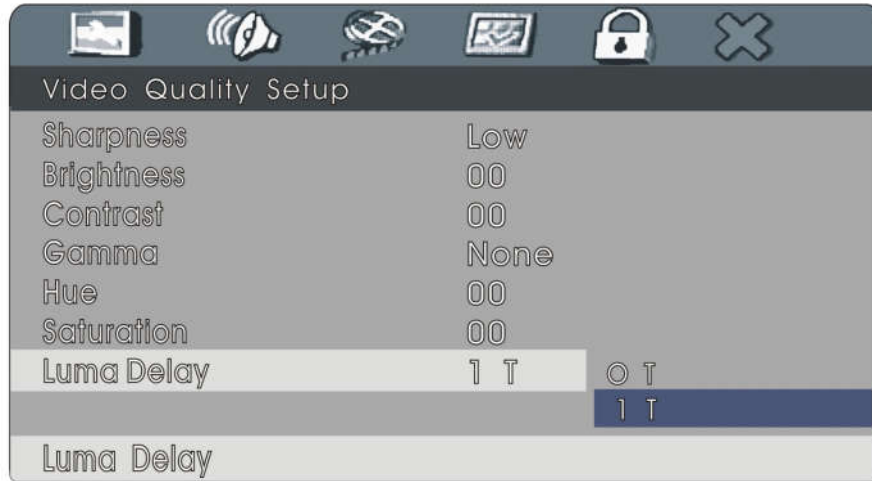 Video Quality Setup
Sharpness Low
Brightness 00
Contrast 00
Gamma None
Hue 00
Saturation 00
Luma Delay 1 T O T
1 T
Luma Delay